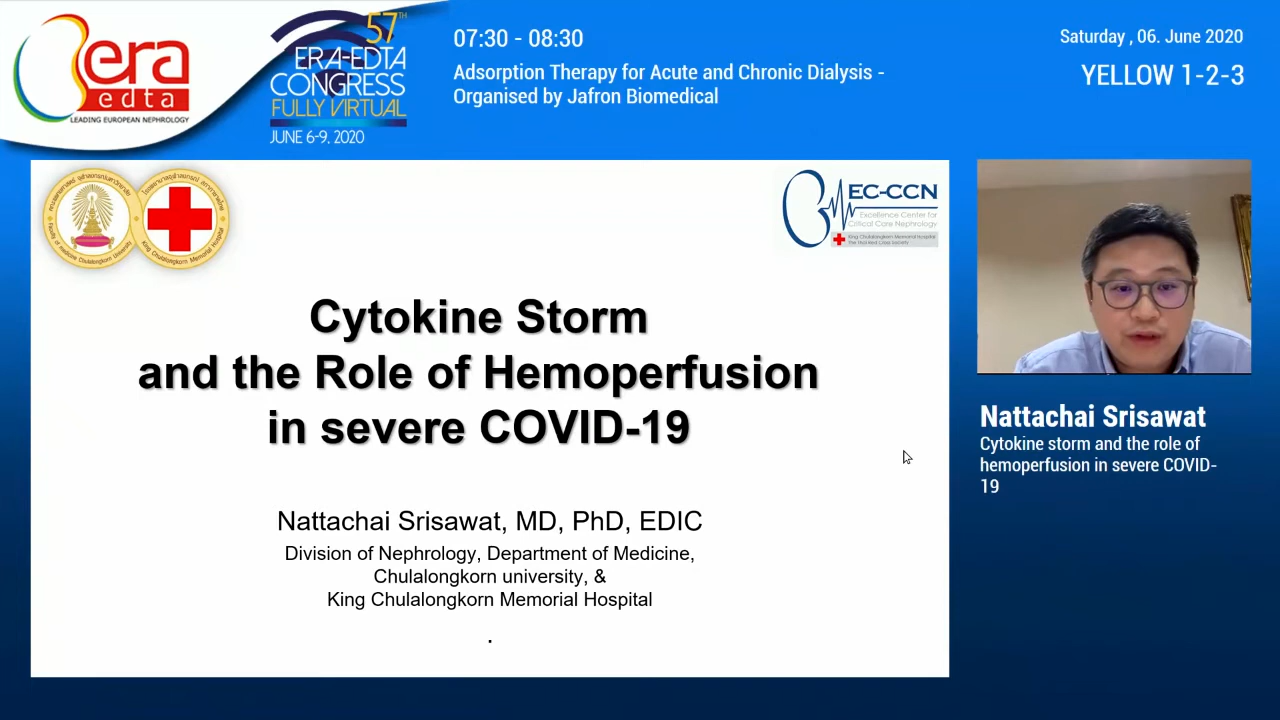 era
edta
LEADING EUROPEAN NEPHROLOGY
57TH
ERA-EDTA
CONGRESS
FULLY VIRTUAL
JUNE 6-9, 2020
07:30 - 08:30
Adsorption Therapy for Acute and Chronic Dialysis -
Organised by Jafron Biomedical
Saturday , 06. June 2020
YELLOW 1-2-3
EC-CCN
Excellence Center for
Critical Care Nephrology
King Chulalongkorn Memorial Hospital
Cytokine Storm
and the Role of Hemoperfusion
in severe COVID-19
Nattachai Srisawat, MD, PhD, EDIC
Division of Nephrology, Department of Medicine,
Chulalongkorn university, &
King Chulalongkorn Memorial Hospital
.
Nattachai Srisawat
Cytokine storm and the role of
hemoperfusion in severe COVID-
19